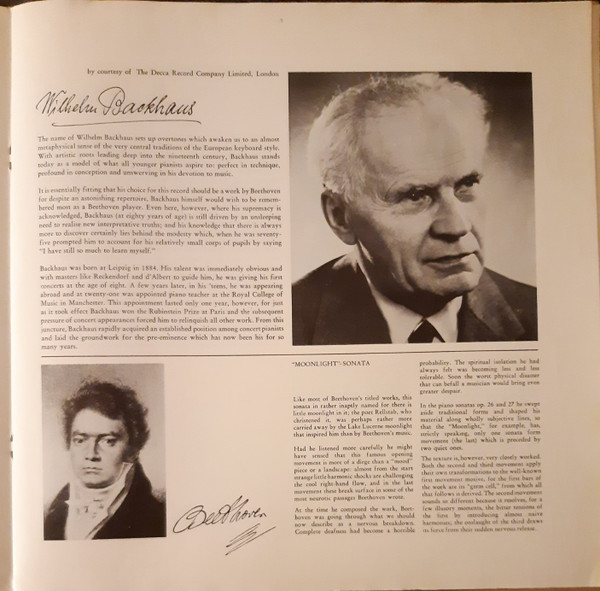 by courtesy of The Decca Record Company Limited, London
Wilhelm Backhaus
The name of Wilhelm Backhaus sets up overtones which awaken us to an almost
metaphysical sense of the very central traditions of the European keyboard style.
With artistic roots leading deep into the nineteenth century, Backhaus stands
today as a model of what all younger pianists aspire to: perfect in technique,
profound in conception and unswerving in his devotion to music.
It is essentially fitting that his choice for this record should be a work by Beethoven
for despite an astonishing repertoire, Backhaus himself would wish to be remem-
bered most as a Beethoven player. Even here, however, where his supremacy is
acknowledged, Backhaus (at eighty years of age) is still driven by an unsleeping
need to realise new interpretative truths; and his knowledge that there is always
more to discover certainly lies behind the modesty which, when he was seventy-
five prompted him to account for his relatively small corps of pupils by saying
"I have still so much to learn myself."
Backhaus was born at Leipzig in 1884. His talent was immediately obvious and
with masters like Reckendorf and d'Albert to guide him, he was giving his first
concerts at the age of eight. A few years later, in his 'teens, he was appearing
abroad and at twenty-one was appointed piano teacher at the Royal College of
Music in Manchester. This appointment lasted only one year, however, for just
as it took effect Backhaus won the Rubinstein Prize at Paris and the subsequent
pressure of concert appearances forced him to relinquish all other work. From this
juncture, Backhaus rapidly acquired an established position among concert pianists
and laid the groundwork for the pre-eminence which has now been his for so
many years.
Beethoven
"MOONLIGHT"-SONATA
Like most of Beethoven's titled works, this
sonata is rather inaptly named for there is
little moonlight in it; the poet Rellstab, who
christened it, was perhaps rather more
carried away by the Lake Lucerne moonlight
that inspired him than by Beethoven's music.
Had he listened more carefully he might
have sensed that this famous opening
movement is more of a dirge than a "mood"
piece or a landscape: almost from the start
strange little harmonic shocks are challenging
the cool right-hand flow, and in the last
movement these break surface in some of the
most neurotic passages Beethoven wrote.
At the time he composed the work, Beet-
hoven was going through what we should
now describe as a nervous breakdown.
Complete deafness had become a horrible
probability. The spiritual isolation he had
always felt was becoming less and less
tolerable. Soon the worst physical disaster
that can befall a musician would bring even
greater despair.
In the piano sonatas op. 26 and 27 he swept
aside traditional forms and shaped his
material along wholly subjective lines, so
that the "Moonlight," for example, has,
strictly speaking, only one sonata form
movement (the last) which is preceded by
two quiet ones.
The texture is, however, very closely worked.
Both the second and third movement apply
their own transformations to the well-known
first movement motive, for the first bars of
the work are its "germ cell," from which all
that follows is derived. The second movement
sounds so different because it resolves, for a
few illusory moments, the bitter tensions of
the first by introducing almost naive
harmonies; the onslaught of the third draws
its force from their sudden nervous release.